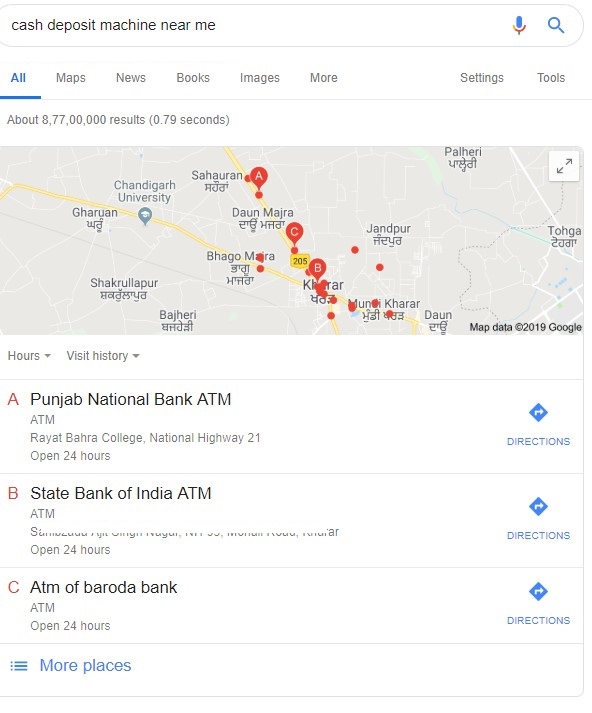 cash deposit machine near me
All Maps News Books Images More Settings Tools
About 8,77,00,000 results (0.79 seconds)
Palheri
ਪਾਲ੍ਹੇਰੀ
Sahauran
ਸਹੌਰਾਂ
A
Chandigarh
University
Gharuan
ਘਰੂੰ
Daun Majra
ਦਾਊਂ ਮਾਜਰਾ
C
Jandpur
ਜੰਦਪੁਰ
Tohga
ਟੋਹਗਾ
Bhago Majra
ਭਾਗੂ
ਮਾਜਰਾ
205
B
Shakrullapur
ਸ਼ਕਰੁੱਲਾਪੁਰ
Kharar
ਖਰੜ
Mundi Kharar
ਮੁੰਡੀ ਖਰੜ
Bajheri
ਬਜਹੇੜੀ
Daun
ਦਾਊਂ
Map data ©2019 Google
Hours Visit history
A Punjab National Bank ATM
ATM
Rayat Bahra College, National Highway 21
Open 24 hours
DIRECTIONS
B State Bank of India ATM
ATM
Sahibzada Ajit Singh Nagar, NH 95, Mohali Road, Kharar
Open 24 hours
DIRECTIONS
C Atm of baroda bank
ATM
Open 24 hours
DIRECTIONS
More places